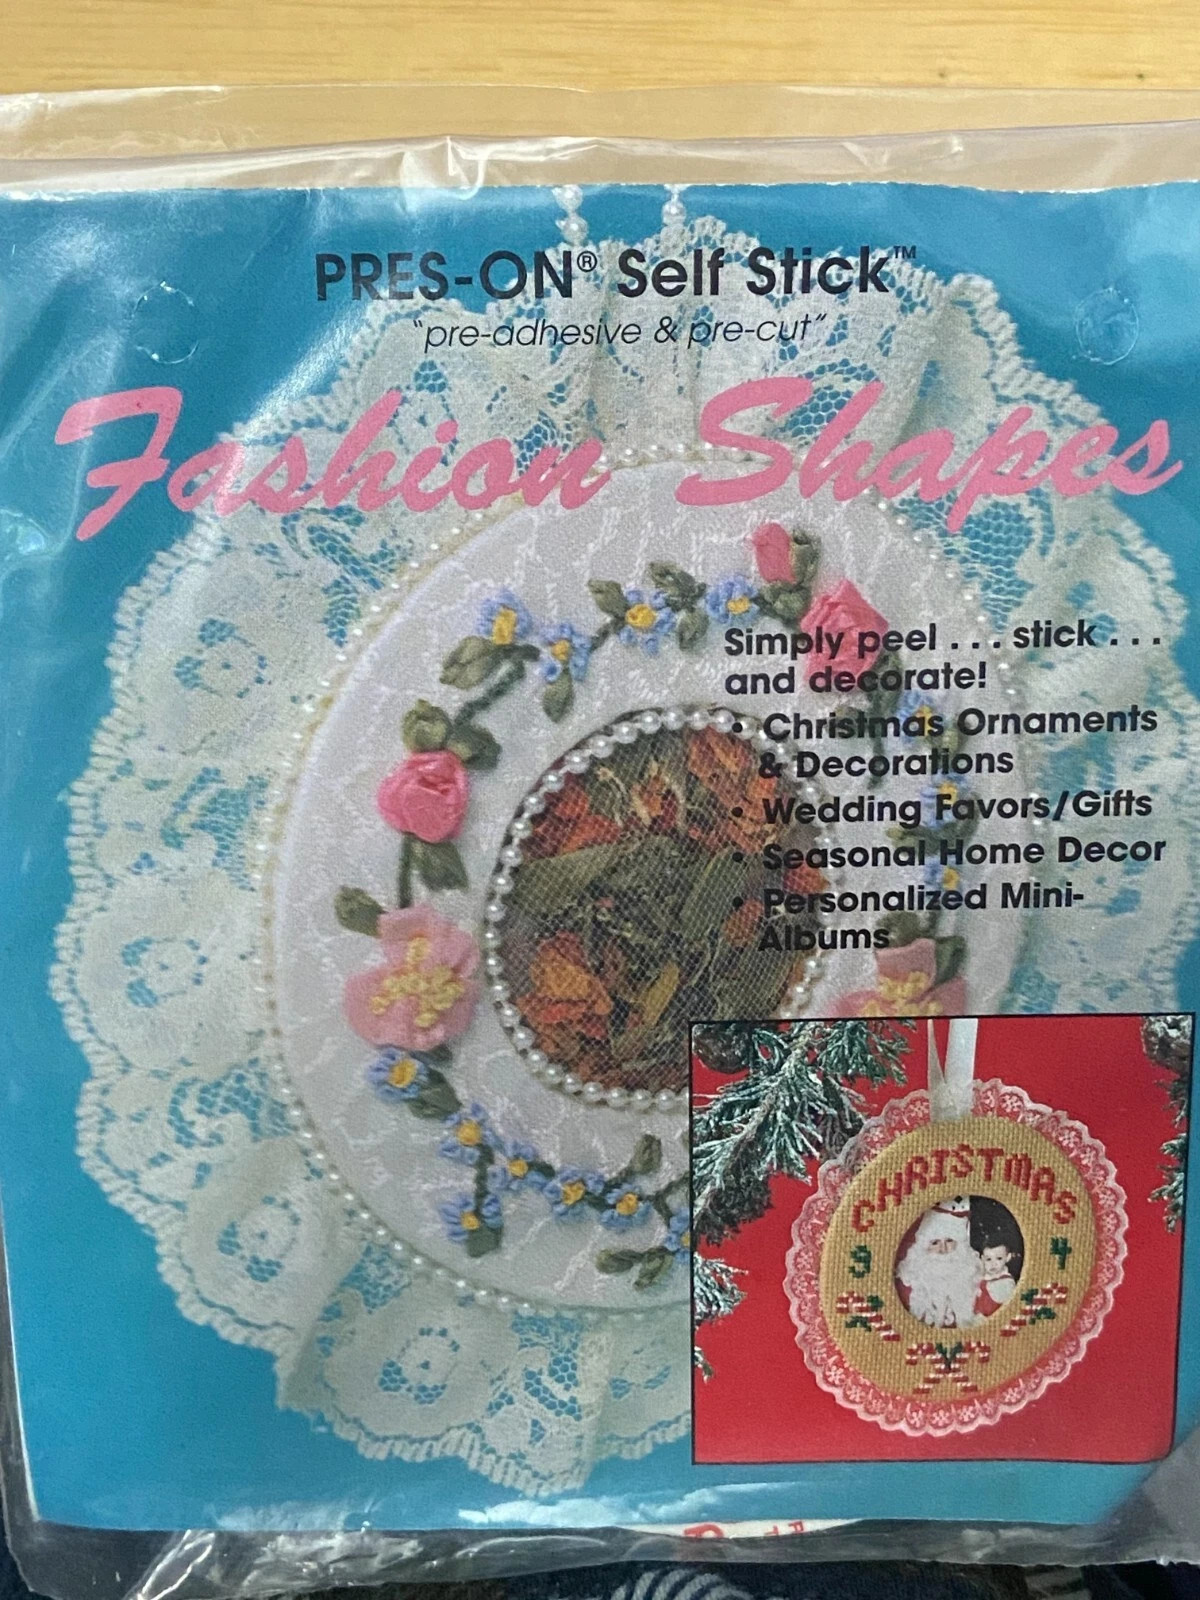 PRES-ON® Self Stick™
"pre-adhesive & pre-cut"
Fashion Shapes
Simply peel . . . stick . . .
and decorate!
• Christmas Ornaments
& Decorations
• Wedding Favors/Gifts
• Seasonal Home Decor
• Personalized Mini-
Albums
CHRISTMAS
9 4